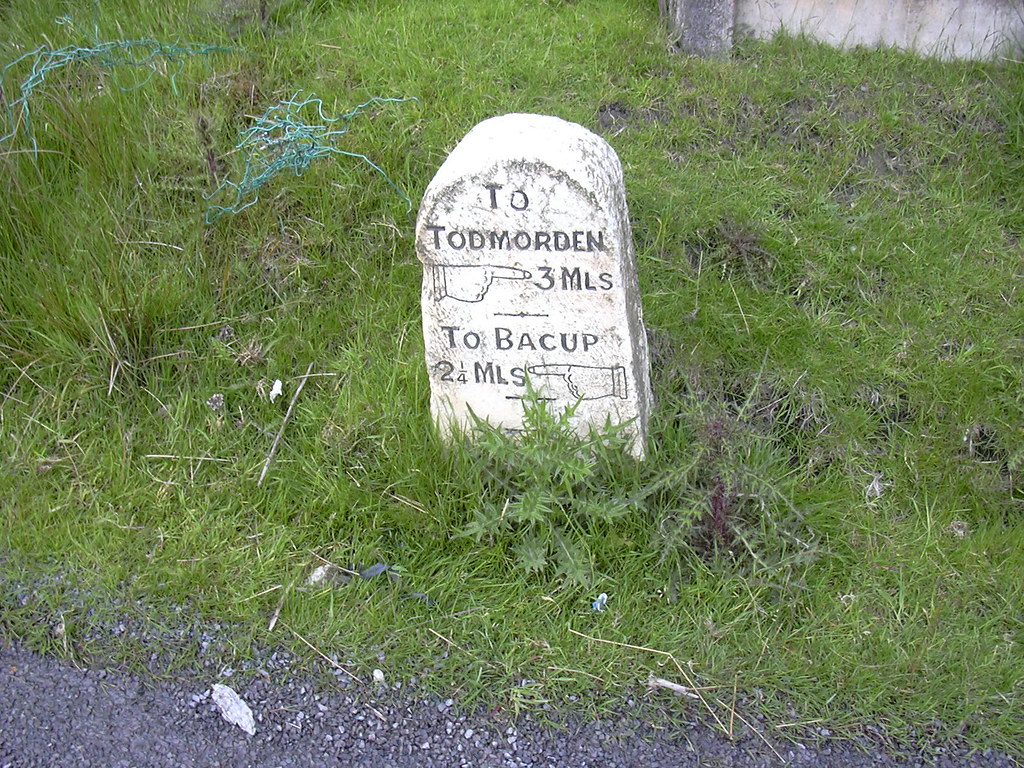 TO
TODMORDEN
3 MLS
TO BACUP
2¼ MLS